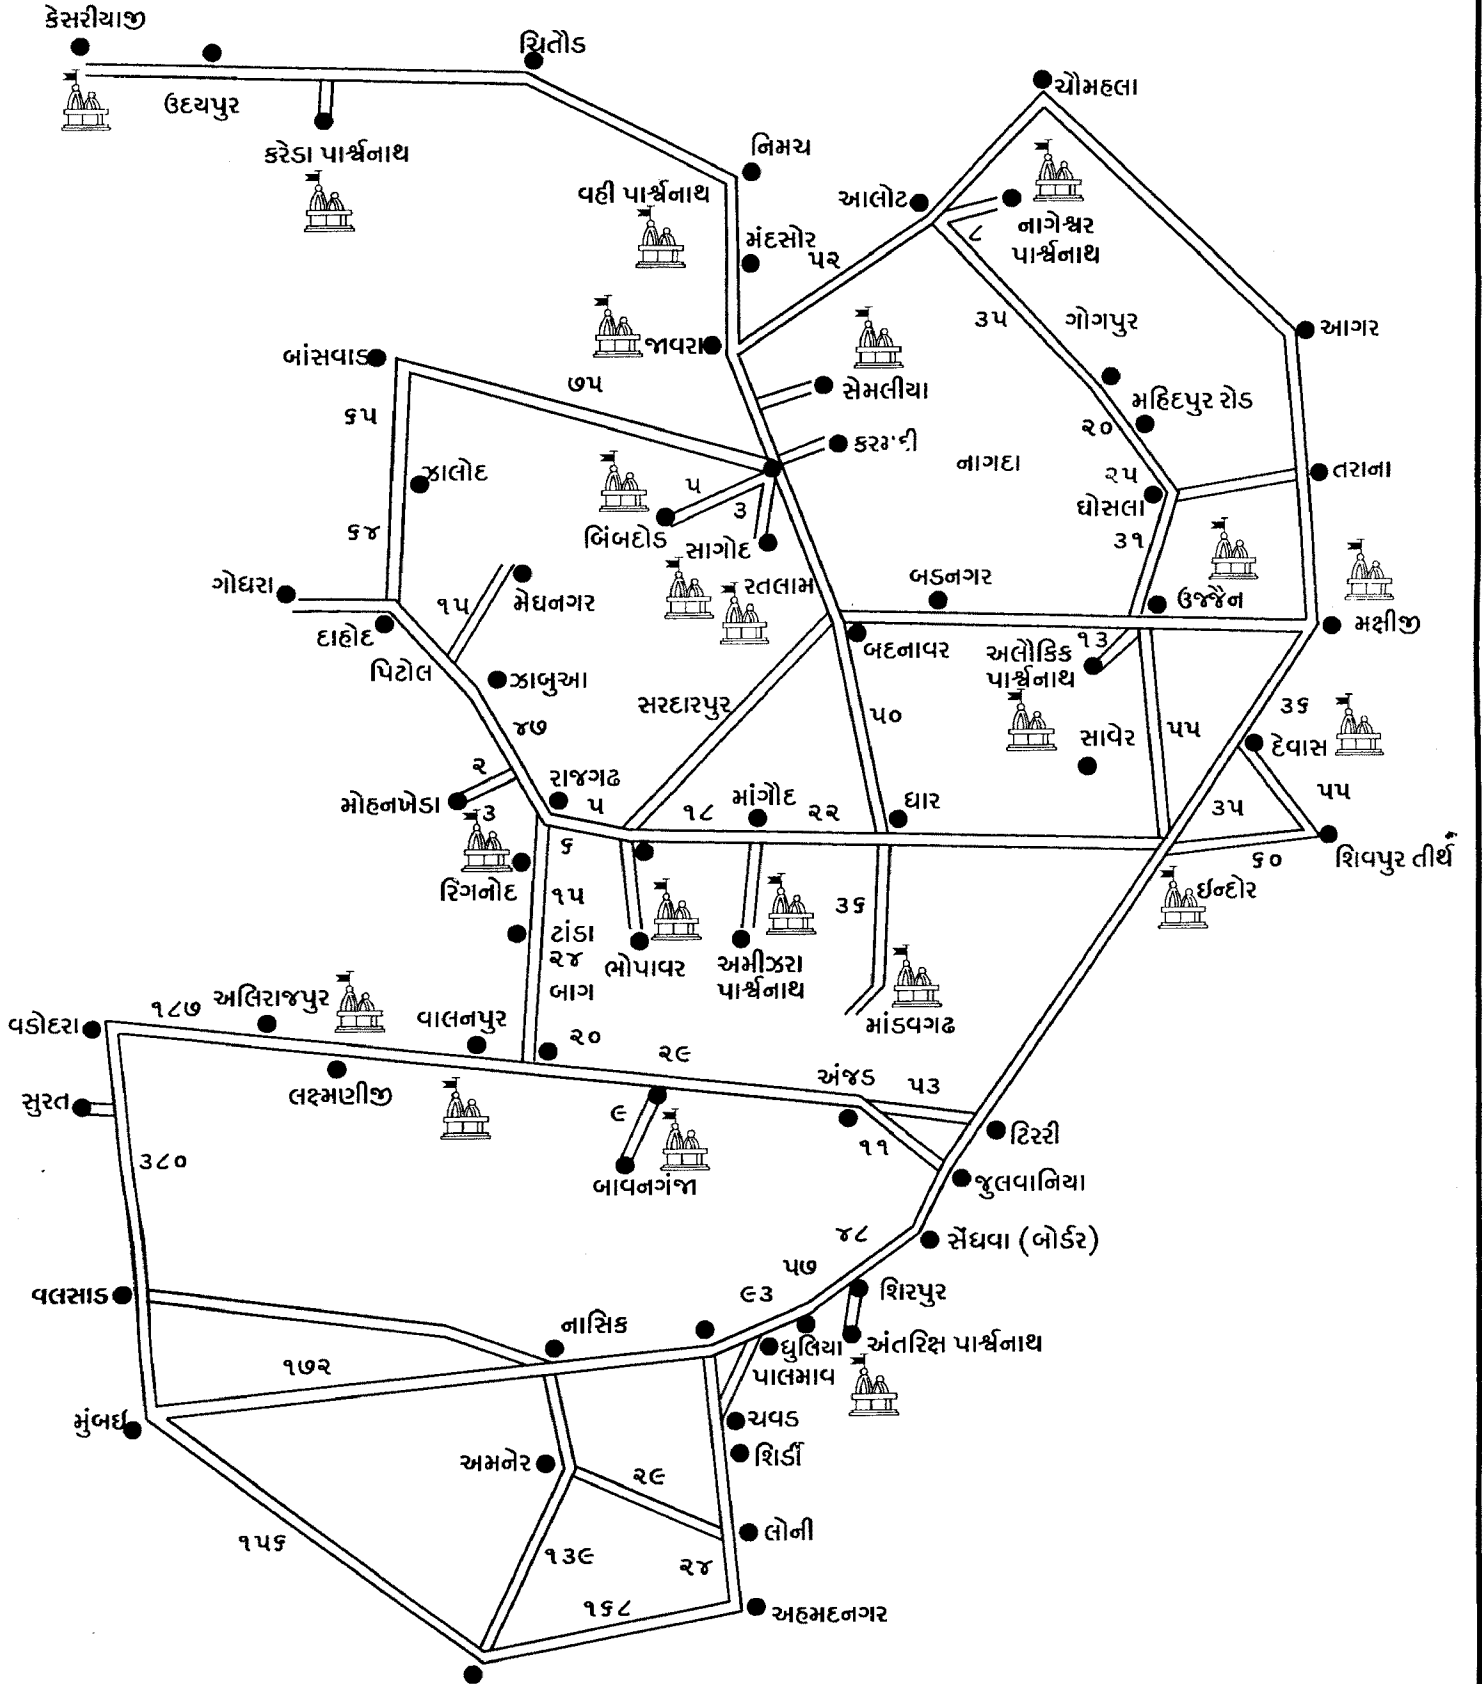 કેસરીયાજી
ચિતૌડ
ચૌમહલા
ઉદયપુર
કરેડા પાર્શ્વનાથ
નિમચ
વહી પાર્શ્વનાથ
આલોટ
નાગેશ્વર
પાર્શ્વનાથ
૮
મંદસોર
૫૨
૩૫
ગોગપુર
આગર
જાવરા
બાંસવાડ
૭૫
સેમલીયા
૬૫
મહિદપુર રોડ
૨૦
કરમદી
નાગદા
ઝાલોદ
૨૫
તરાના
૫
૩
ઘોસલા
૬૪
બિંબદોડ
સાગોદ
૩૧
ગોધરા
૧૫
મેઘનગર
રતલામ
બડનગર
ઉજ્જૈન
મક્ષીજી
દાહોદ
પિટોલ
ઝાબુઆ
બદનાવર
અલૌકિક
પાર્શ્વનાથ
૧૩
સરદારપુર
૫૦
૩૬
૪૭
સાવેર
૫૫
દેવાસ
૨
રાજગઢ
મોહનખેડા
૩
૫
૧૮
માંગૌદ
૨૨
ધાર
૩૫
૫૫
૬
૬૦
શિવપુર તીર્થ
રિંગનોદ
૧૫
૩૬
ઇન્દોર
ટાંડા
૨૪
બાગ
ભોપાવર
અમીઝરા
પાર્શ્વનાથ
માંડવગઢ
વડોદરા
૧૮૭
અલિરાજપુર
વાલનપુર
૨૦
૨૯
લક્ષ્મણીજી
અંજડ
૫૩
સુરત
૯
૧૧
ટિકરી
૩૮૦
બાવનગંજા
જુલવાનિયા
૪૮
સેંધવા (બોર્ડર)
૫૭
વલસાડ
૯૩
શિરપુર
નાસિક
ધુલિયા
અંતરિક્ષ પાર્શ્વનાથ
૧૭૨
પાલમાવ
મુંબઇ
ચવડ
શિર્ડી
અમનેર
૨૯
લોની
૧૫૬
૧૩૯
૨૪
૧૬૮
અહમદનગર